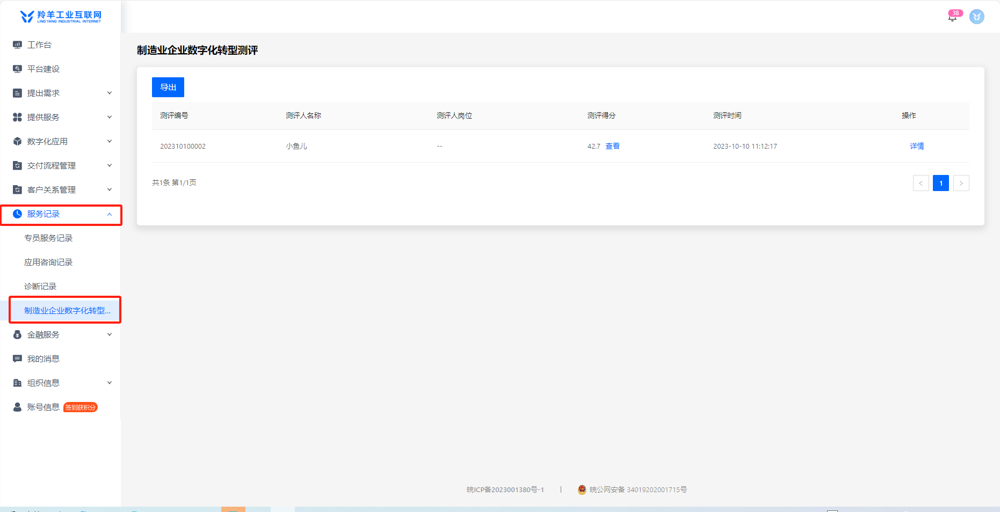 羚羊工业互联网
LINGYANG INDUSTRIAL INTERNET
38
工作台
平台建设
提出需求
提供服务
数字化应用
交付流程管理
客户关系管理
服务记录
专员服务记录
应用咨询记录
诊断记录
制造业企业数字化转型...
金融服务
我的消息
组织信息
账号信息 签到获积分
制造业企业数字化转型测评
导出
测评编号 测评人名称 测评人岗位 测评得分 测评时间 操作
202310100002 小鱼儿 -- 42.7 查看 2023-10-10 11:12:17 详情
共1条 第1/1页
< 1 >
皖ICP备2023001380号-1 | 皖公网安备 34019202001715号